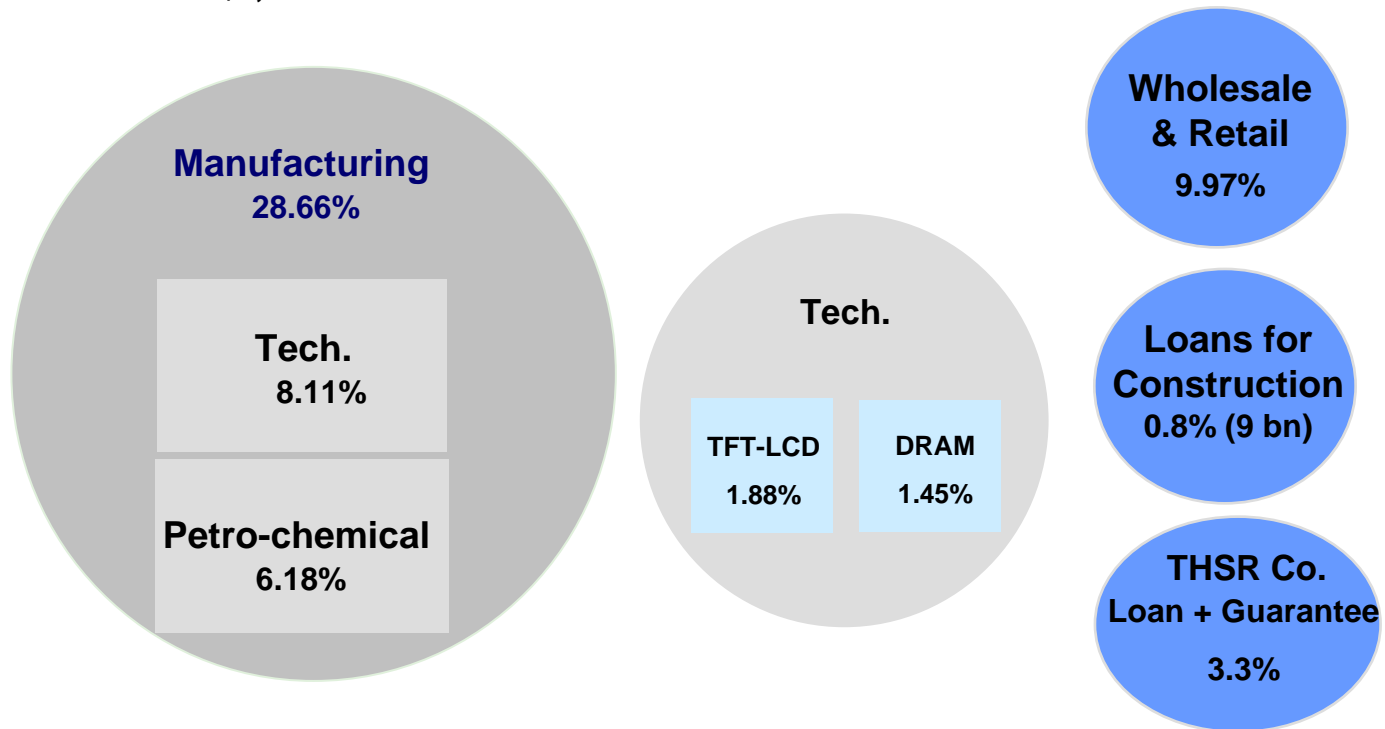 Manufacturing
28.66%
Tech.
8.11%
Petro-chemical
6.18%
Tech.
TFT-LCD
1.88%
DRAM
1.45%
Wholesale
& Retail
9.97%
Loans for
Construction
0.8% (9 bn)
THSR Co.
Loan + Guarantee
3.3%